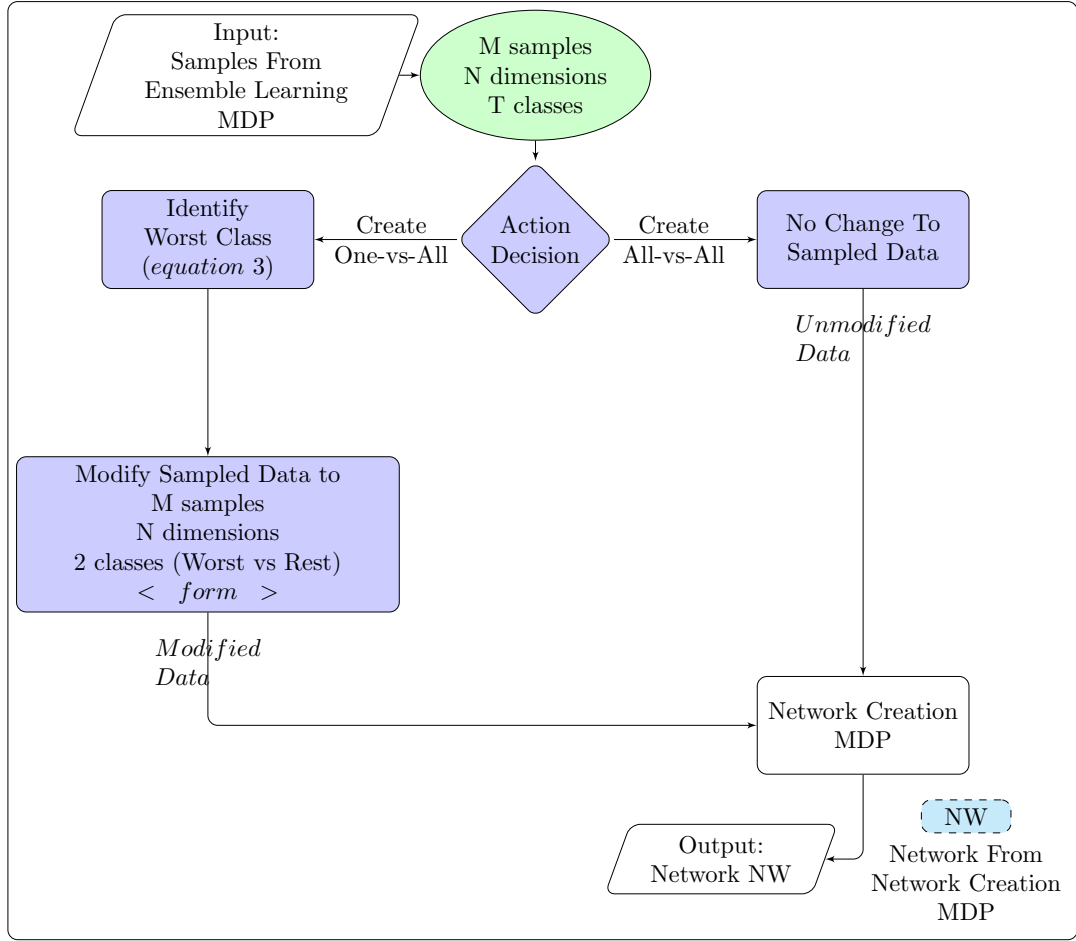 Input:
Samples From
Ensemble Learning
MDP
M samples
N dimensions
T classes
Action
Decision
Create
One-vs-All
Create
All-vs-All
Identify
Worst Class
(equation 3)
No Change To
Sampled Data
Unmodified
Data
Modify Sampled Data to
M samples
N dimensions
2 classes (Worst vs Rest)
< form >
Modified
Data
Network Creation
MDP
Output:
Network NW
NW
Network From
Network Creation
MDP